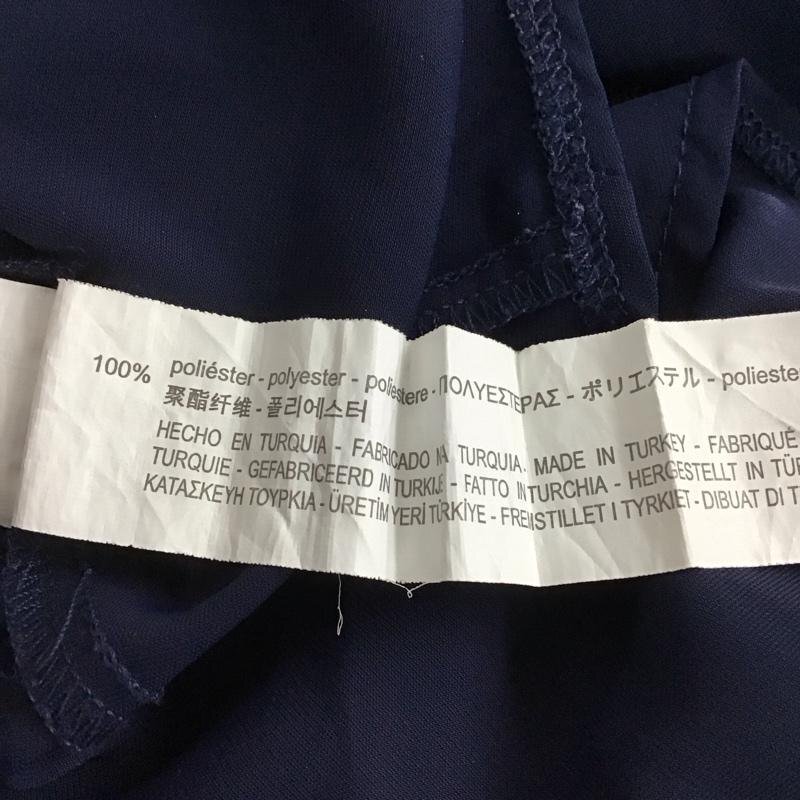 100% poliéster - polyester - poliestere - ΠΟΛΥΕΣΤΕΡΑΣ - ポリエステル - polieste
聚酯纤维 - 폴리에스터
HECHO EN TURQUIA - FABRICADO NA TURQUIA. MADE IN TURKEY - FABRIQUÉ
TURQUIE - GEFABRICEERD IN TURKIJE - FATTO IN TURCHIA - HERGESTELLT IN TÜR
ΚΑΤΑΣΚΕΥΗ ΤΟΥΡΚΙΑ - ÜRETİM YERİ TÜRKİYE - FREMSTILLET I TYRKIET - DIBUAT DI T